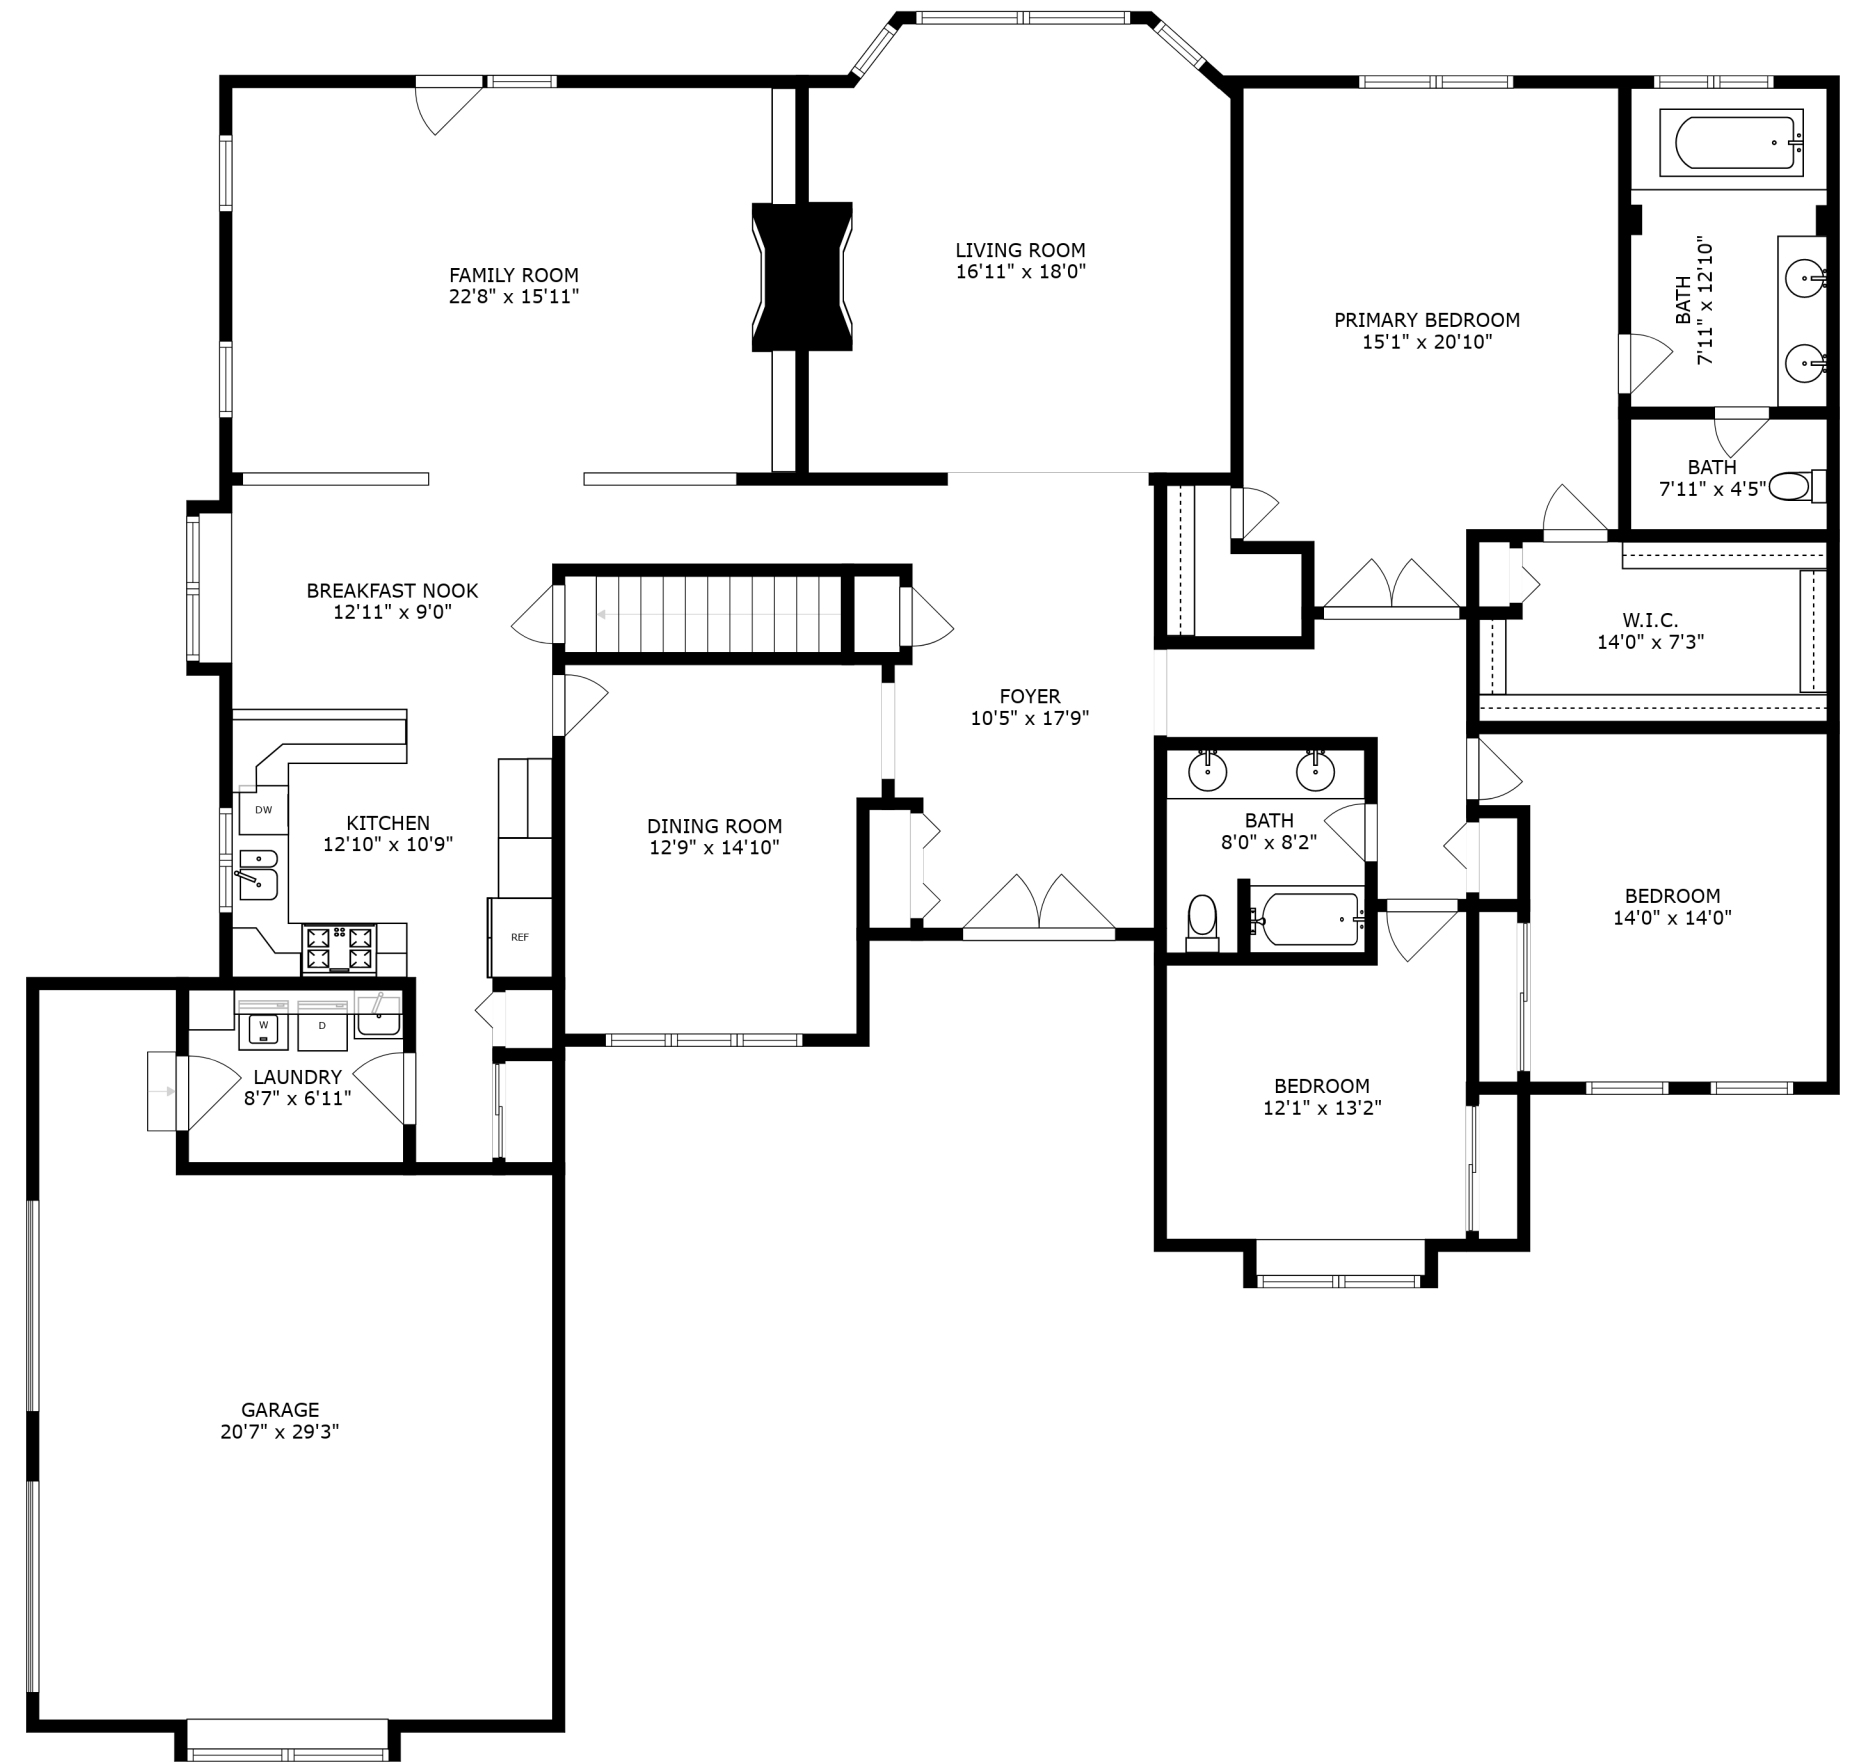 FAMILY ROOM
22'8" x 15'11"
LIVING ROOM
16'11" x 18'0"
PRIMARY BEDROOM
15'1" x 20'10"
BATH
7'11" x 12'10"
BATH
7'11" x 4'5"
BREAKFAST NOOK
12'11" x 9'0"
W.I.C.
14'0" x 7'3"
FOYER
10'5" x 17'9"
DW
KITCHEN
12'10" x 10'9"
DINING ROOM
12'9" x 14'10"
BATH
8'0" x 8'2"
BEDROOM
14'0" x 14'0"
REF
W
D
LAUNDRY
8'7" x 6'11"
BEDROOM
12'1" x 13'2"
GARAGE
20'7" x 29'3"